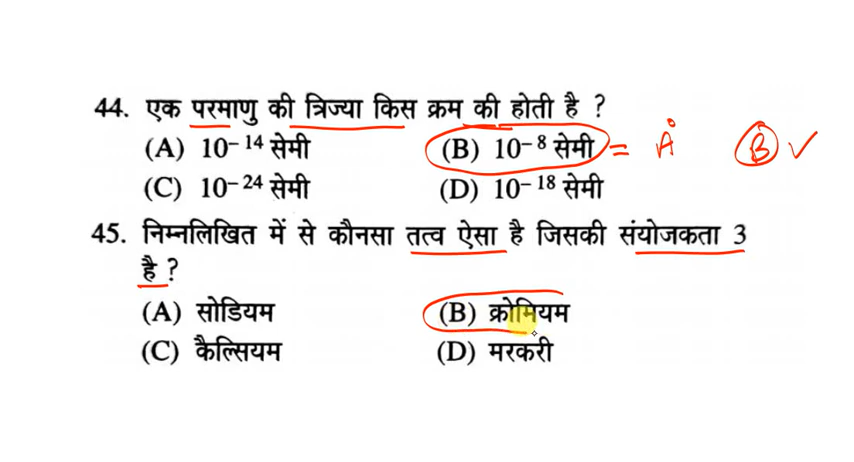 44. एक परमाणु की त्रिज्या किस क्रम की होती है ?
(A) 10⁻¹⁴ सेमी (B) 10⁻⁸ सेमी = Å B ✓
(C) 10⁻²⁴ सेमी (D) 10⁻¹⁸ सेमी
45. निम्नलिखित में से कौनसा तत्व ऐसा है जिसकी संयोजकता 3
है ?
(A) सोडियम (B) क्रोमियम
(C) कैल्सियम (D) मरकरी